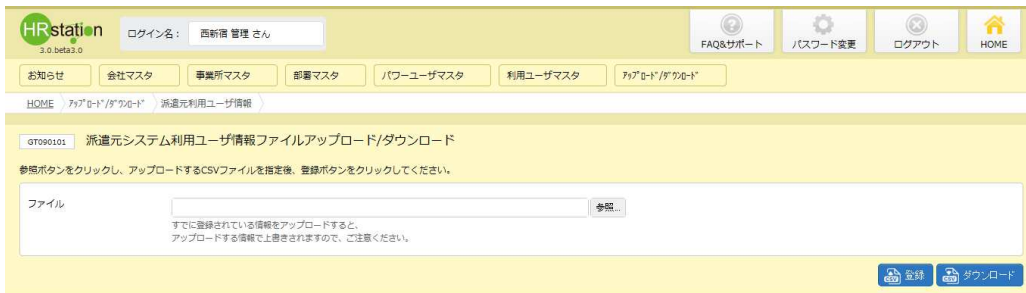 HRstation
3.0.beta3.0
ログイン名： 西新宿 管理 さん
FAQ&サポート
パスワード変更
ログアウト
HOME
お知らせ
会社マスタ
事業所マスタ
部署マスタ
パワーユーザマスタ
利用ユーザマスタ
ｱｯﾌﾟﾛｰﾄﾞ/ﾀﾞｳﾝﾛｰﾄﾞ
HOME ｱｯﾌﾟﾛｰﾄﾞ/ﾀﾞｳﾝﾛｰﾄﾞ 派遣元利用ユーザ情報
GT090101 派遣元システム利用ユーザ情報ファイルアップロード/ダウンロード
参照ボタンをクリックし、アップロードするCSVファイルを指定後、登録ボタンをクリックしてください。
ファイル
参照...
すでに登録されている情報をアップロードすると、
アップロードする情報で上書きされますので、ご注意ください。
CSV 登録
CSV ダウンロード